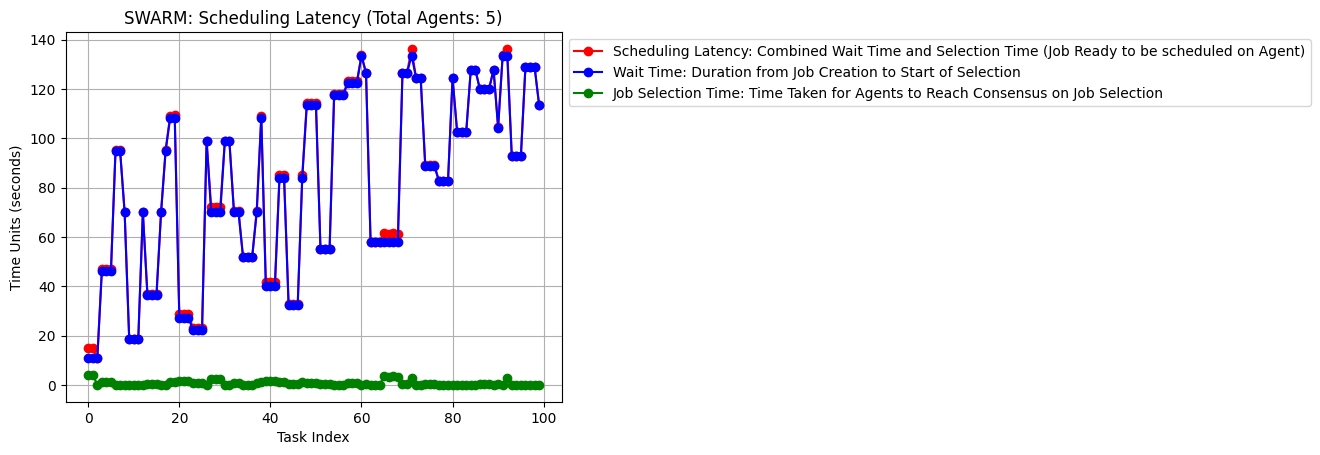 SWARM: Scheduling Latency (Total Agents: 5)
Time Units (seconds)
140
120
100
80
60
40
20
0
0
20
40
60
80
100
Task Index
Scheduling Latency: Combined Wait Time and Selection Time (Job Ready to be scheduled on Agent)
Wait Time: Duration from Job Creation to Start of Selection
Job Selection Time: Time Taken for Agents to Reach Consensus on Job Selection